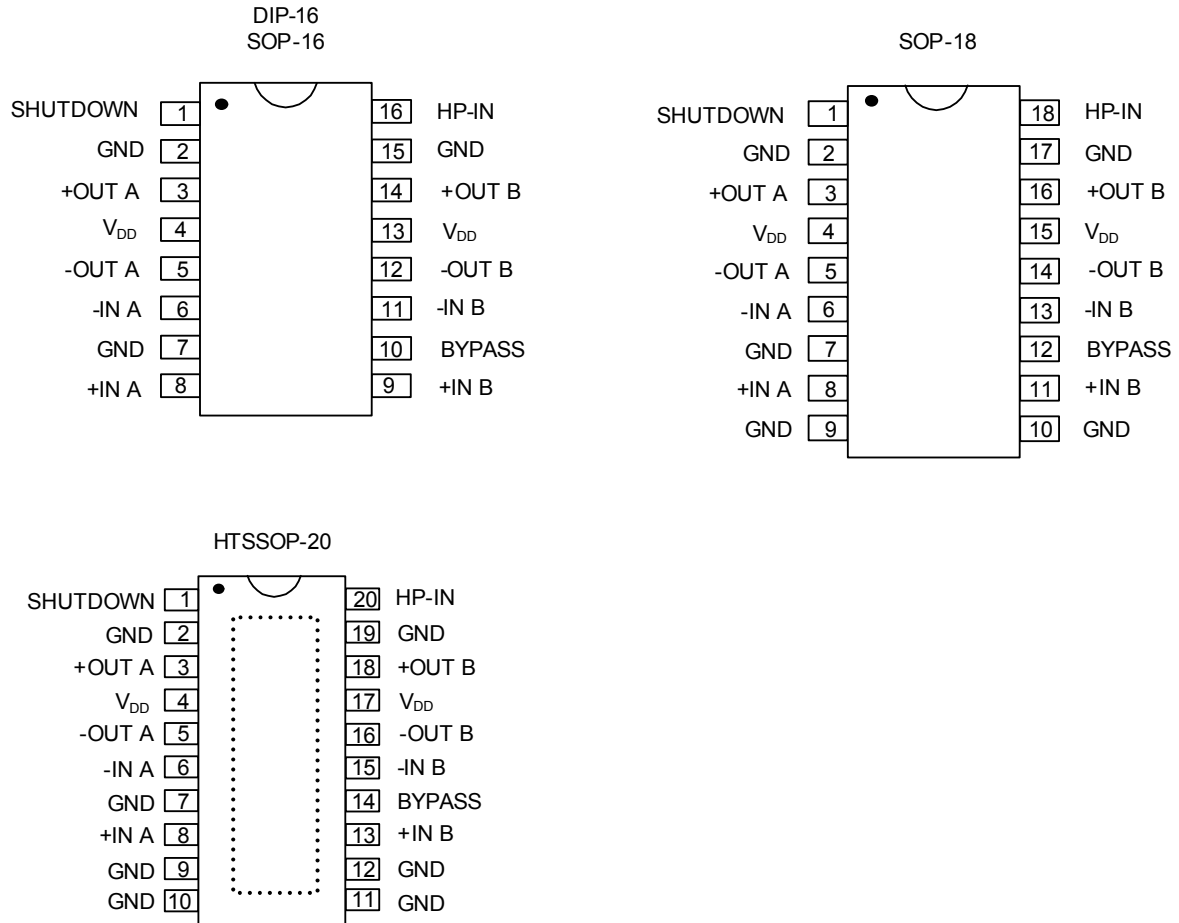 DIP-16
SOP-16
SHUTDOWN 1 16 HP-IN
GND 2 15 GND
+OUT A 3 14 +OUT B
VDD 4 13 VDD
-OUT A 5 12 -OUT B
-IN A 6 11 -IN B
GND 7 10 BYPASS
+IN A 8 9 +IN B
SOP-18
SHUTDOWN 1 18 HP-IN
GND 2 17 GND
+OUT A 3 16 +OUT B
VDD 4 15 VDD
-OUT A 5 14 -OUT B
-IN A 6 13 -IN B
GND 7 12 BYPASS
+IN A 8 11 +IN B
GND 9 10 GND
HTSSOP-20
SHUTDOWN 1 20 HP-IN
GND 2 19 GND
+OUT A 3 18 +OUT B
VDD 4 17 VDD
-OUT A 5 16 -OUT B
-IN A 6 15 -IN B
GND 7 14 BYPASS
+IN A 8 13 +IN B
GND 9 12 GND
GND 10 11 GND